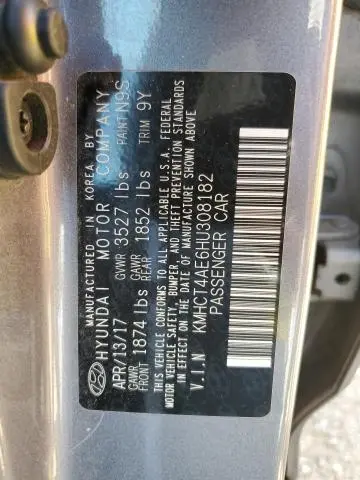 MANUFACTURED IN KOREA BY
HYUNDAI MOTOR COMPANY
APR/13/17 GVWR 3527 lbs PAINT N9S
GAWR FRONT 1874 lbs GAWR REAR 1852 lbs TRIM 9Y
THIS VEHICLE CONFORMS TO ALL APPLICABLE U.S.A. FEDERAL
MOTOR VEHICLE SAFETY, BUMPER, AND THEFT PREVENTION STANDARDS
IN EFFECT ON THE DATE OF MANUFACTURE SHOWN ABOVE.
V.I.N KMHCT4AE6HU308182
PASSENGER CAR